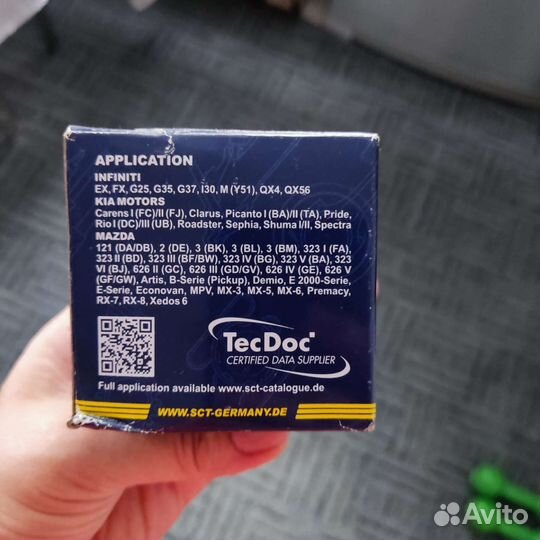 APPLICATION
INFINITI
EX, FX, G25, G35, G37, I30, M (Y51), QX4, QX56
KIA MOTORS
Carens I (FC)/II (FJ), Clarus, Picanto I (BA)/II (TA), Pride,
Rio I (DC)/III (UB), Roadster, Sephia, Shuma I/II, Spectra
MAZDA
121 (DA/DB), 2 (DE), 3 (BK), 3 (BL), 3 (BM), 323 I (FA),
323 II (BD), 323 III (BF/BW), 323 IV (BG), 323 V (BA), 323
VI (BJ), 626 II (GC), 626 III (GD/GV), 626 IV (GE), 626 V
(GF/GW), Artis, B-Serie (Pickup), Demio, E 2000-Serie,
E-Serie, Econovan, MPV, MX-3, MX-5, MX-6, Premacy,
RX-7, RX-8, Xedos 6
TecDoc
CERTIFIED DATA SUPPLIER
Full application available www.sct-catalogue.de
WWW.SCT-GERMANY.DE
Avito